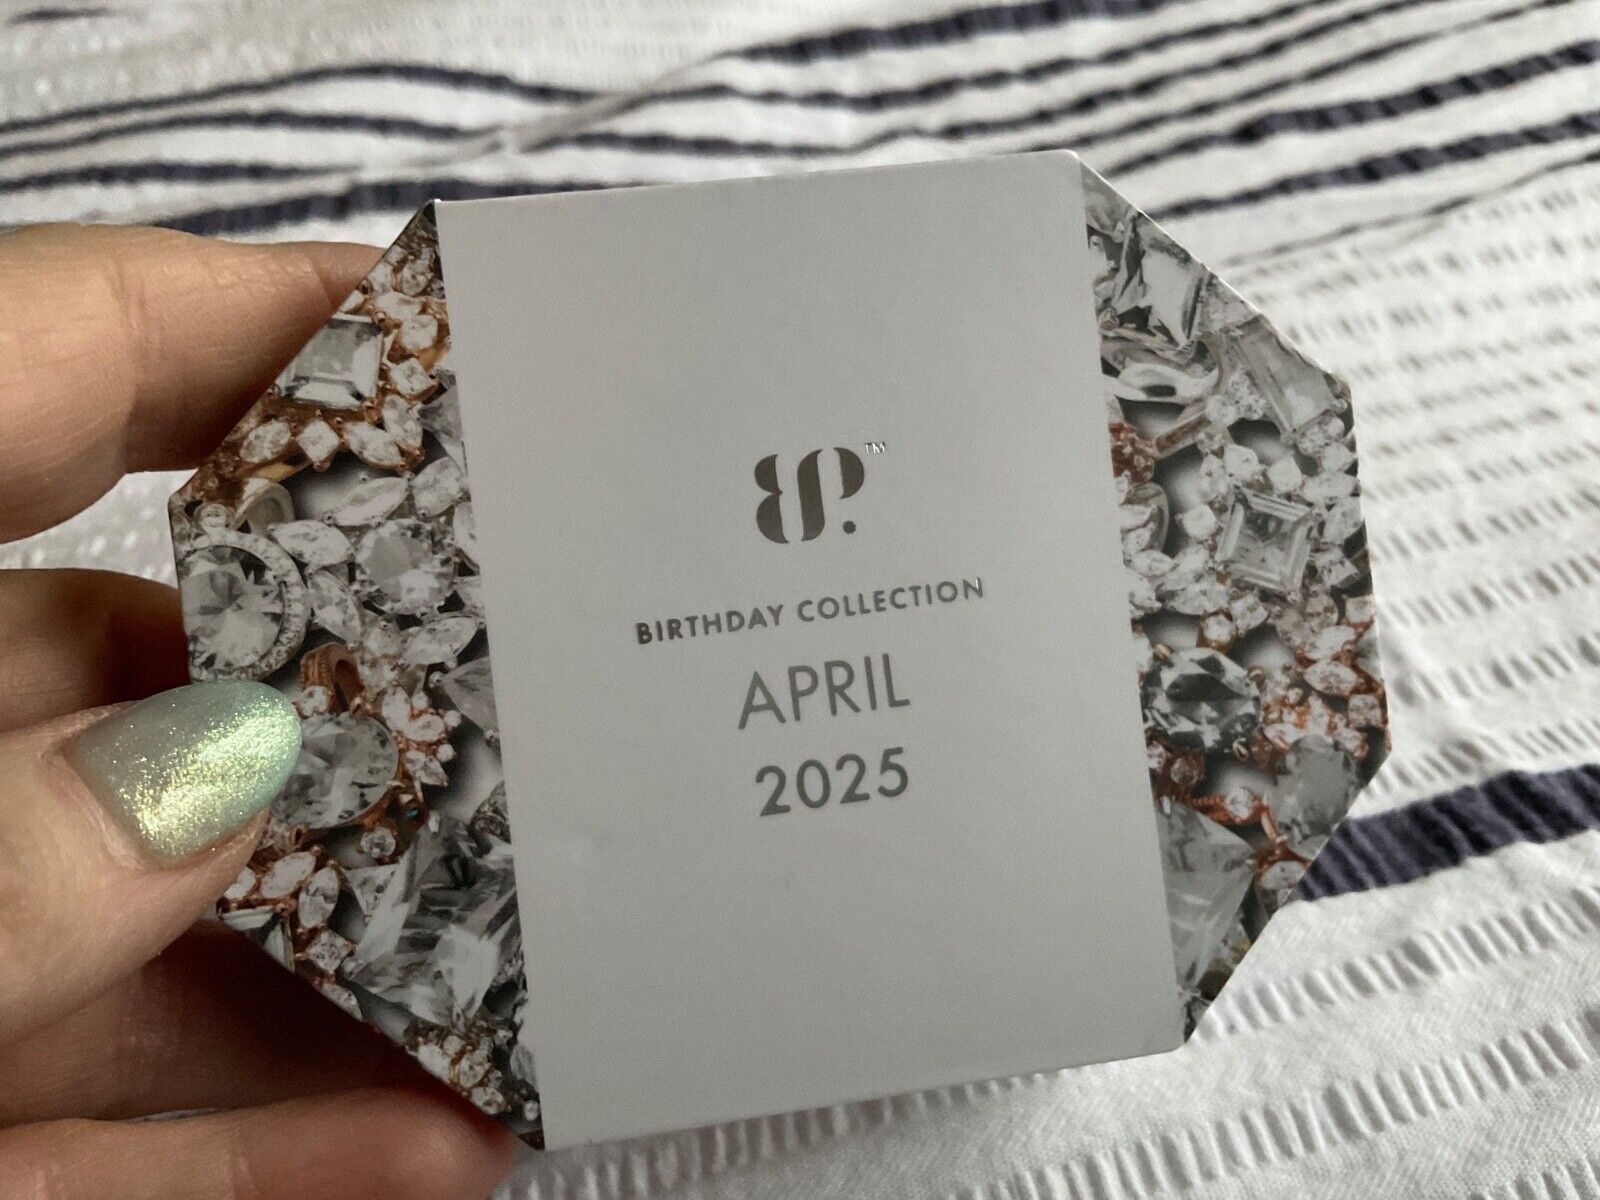 BP.™
BIRTHDAY COLLECTION
APRIL
2025